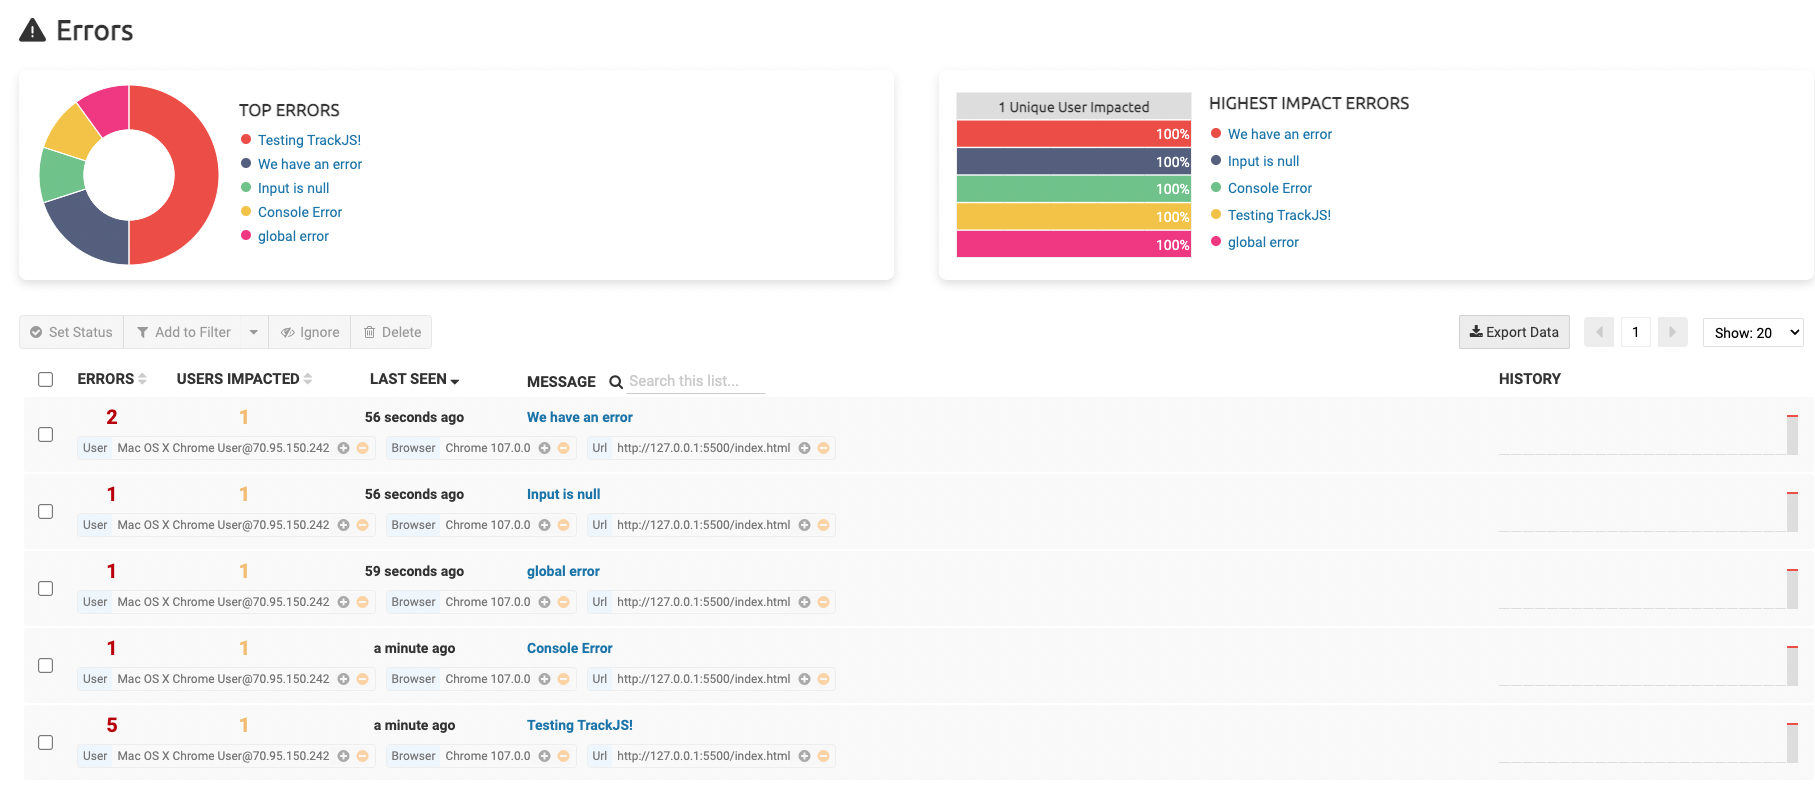 Errors
TOP ERRORS
Testing TrackJS!
We have an error
Input is null
Console Error
global error
1 Unique User Impacted
100%
100%
100%
100%
100%
HIGHEST IMPACT ERRORS
We have an error
Input is null
Console Error
Testing TrackJS!
global error
Set Status Add to Filter Ignore Delete Export Data 1 Show: 20
ERRORS USERS IMPACTED LAST SEEN MESSAGE Search this list... HISTORY
2 1 56 seconds ago We have an error
User Mac OS X Chrome User@70.95.150.242 Browser Chrome 107.0.0 Url http://127.0.0.1:5500/index.html
1 1 56 seconds ago Input is null
User Mac OS X Chrome User@70.95.150.242 Browser Chrome 107.0.0 Url http://127.0.0.1:5500/index.html
1 1 59 seconds ago global error
User Mac OS X Chrome User@70.95.150.242 Browser Chrome 107.0.0 Url http://127.0.0.1:5500/index.html
1 1 a minute ago Console Error
User Mac OS X Chrome User@70.95.150.242 Browser Chrome 107.0.0 Url http://127.0.0.1:5500/index.html
5 1 a minute ago Testing TrackJS!
User Mac OS X Chrome User@70.95.150.242 Browser Chrome 107.0.0 Url http://127.0.0.1:5500/index.html